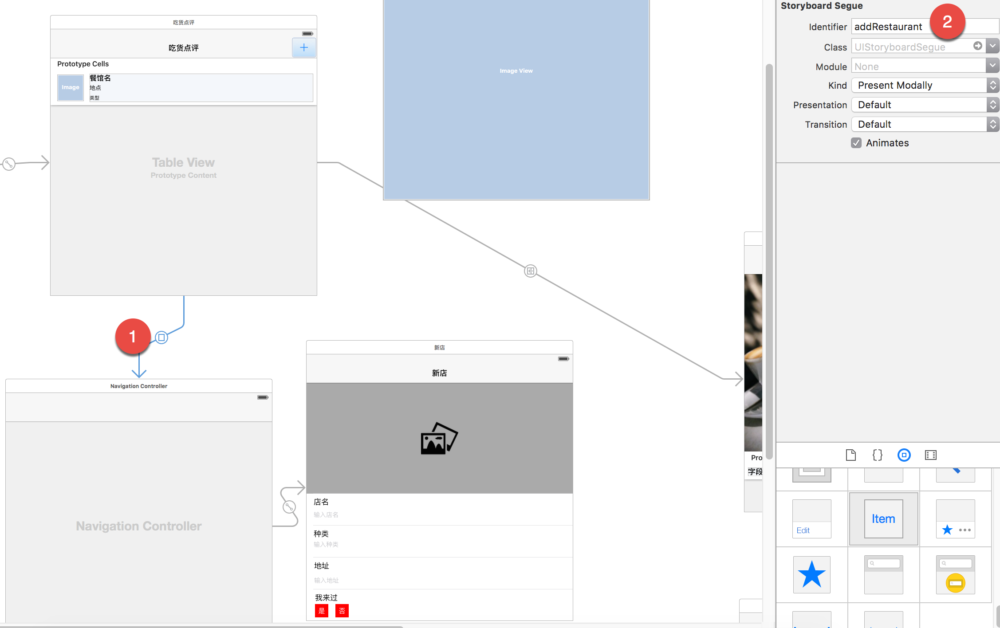 吃货点评
吃货点评
Prototype Cells
Image
餐馆名
地点
类型
Table View
Prototype Content
Image View
1
Navigation Controller
Navigation Controller
新店
新店
店名
输入店名
种类
输入种类
地址
输入地址
我来过
是
否
Pro
字段
Storyboard Segue
Identifier addRestaurant
2
Class UIStoryboardSegue
Module None
Kind Present Modally
Presentation Default
Transition Default
Animates
Edit
Item